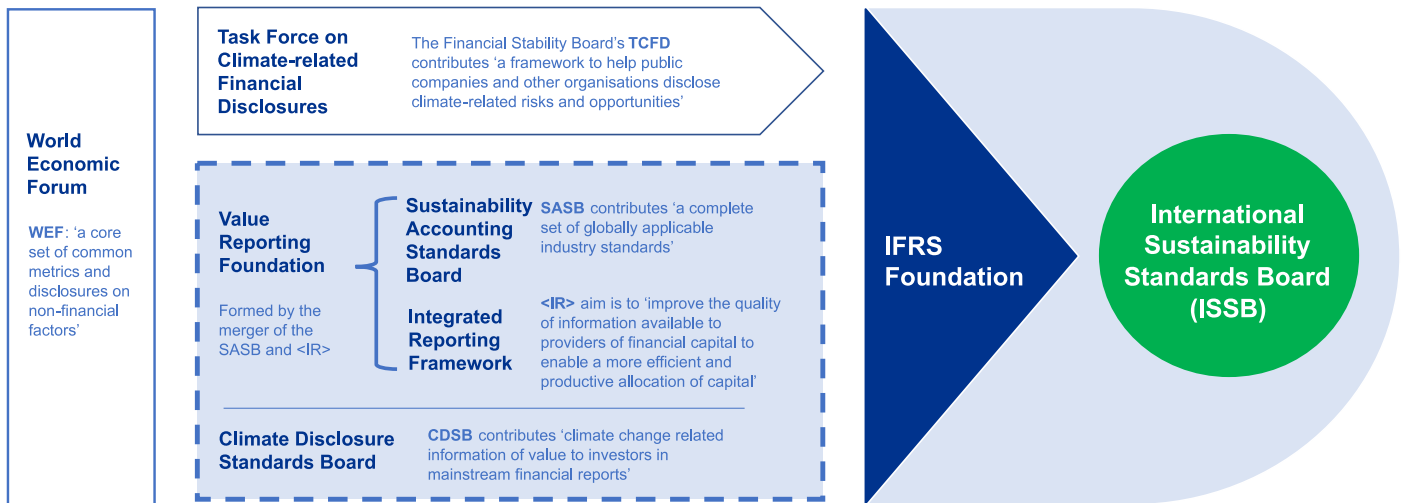 World
Economic
Forum
WEF: ‘a core
set of common
metrics and
disclosures on
non-financial
factors’
Task Force on
Climate-related
Financial
Disclosures
The Financial Stability Board’s TCFD
contributes ‘a framework to help public
companies and other organisations disclose
climate-related risks and opportunities’
Value
Reporting
Foundation
Formed by the
merger of the
SASB and <IR>
Sustainability
Accounting
Standards
Board
SASB contributes ‘a complete
set of globally applicable
industry standards’
Integrated
Reporting
Framework
<IR> aim is to ‘improve the quality
of information available to
providers of financial capital to
enable a more efficient and
productive allocation of capital’
Climate Disclosure
Standards Board
CDSB contributes ‘climate change related
information of value to investors in
mainstream financial reports’
IFRS
Foundation
International
Sustainability
Standards Board
(ISSB)